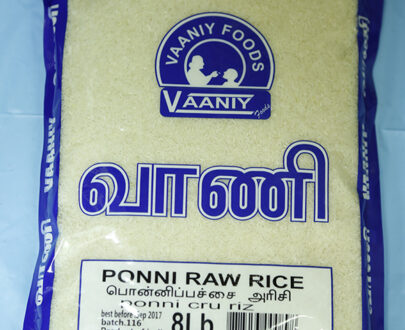 VAANIY FOODS
VAANIY
Foods
வாணி
PONNI RAW RICE
பொன்னிப்பச்சை அரிசி
ponni cru riz
best before Sep 2017
batch.116
8Lb